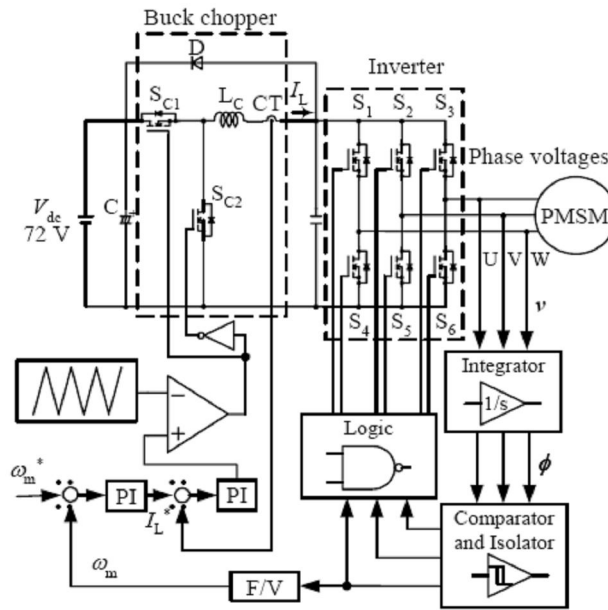 Buck chopper
D
Inverter
S_C1
L_C
CT
I_L
S_1
S_2
S_3
Phase voltages
S_C2
C
+
V_dc
72 V
PMSM
U
V
W
v
S_4
S_5
S_6
Integrator
1/s
−
+
Logic
ϕ
ω_m*
PI
I_L*
PI
Comparator
and Isolator
ω_m
F/V